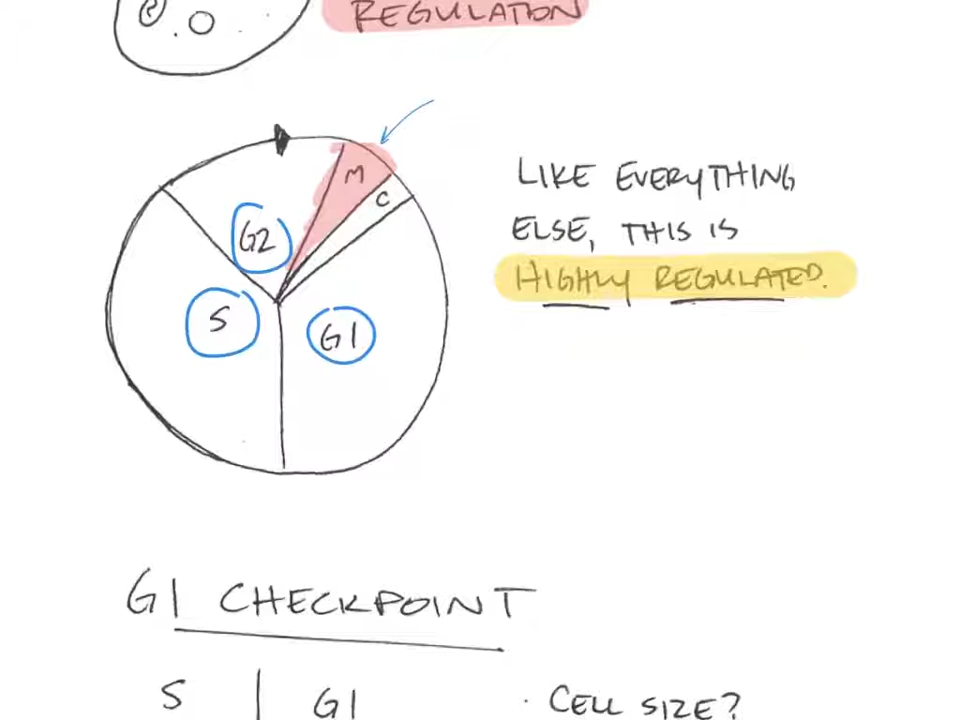 REGULATION
M
C
G2
S
G1
LIKE EVERYTHING
ELSE, THIS IS
HIGHLY REGULATED.
G1 CHECKPOINT
S | G1
· CELL SIZE?